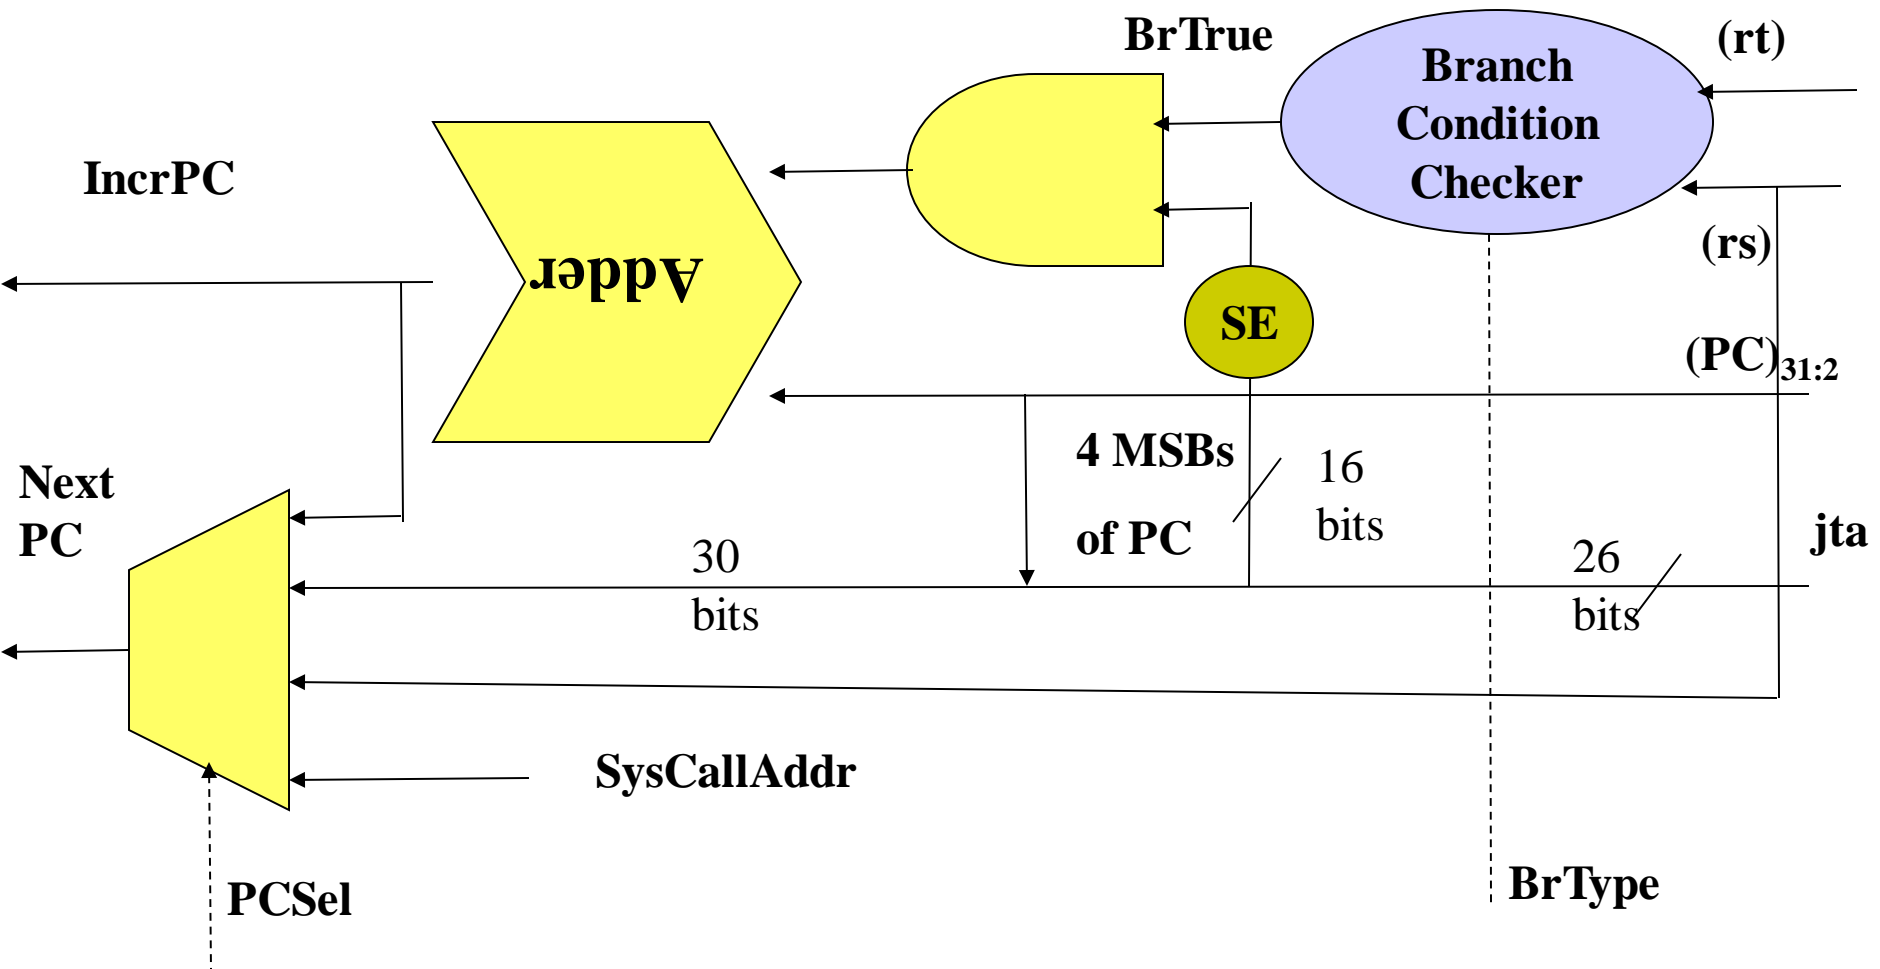 BrTrue
(rt)
Branch
Condition
Checker
IncrPC
(rs)
Adder
SE
(PC)31:2
4 MSBs
of PC
16
bits
Next
PC
jta
30
bits
26
bits
SysCallAddr
PCSel
BrType